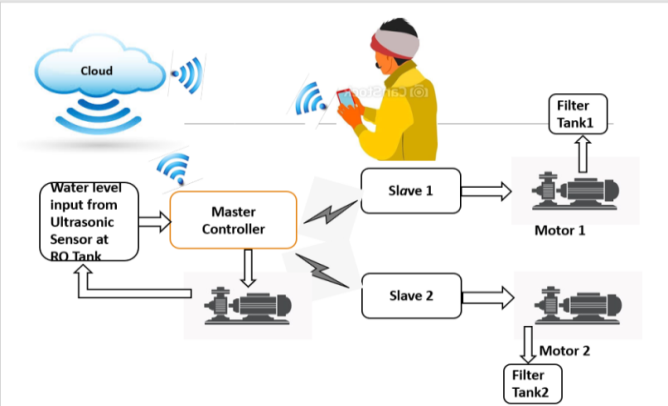 Cloud
Filter
Tank1
Water level
input from
Ultrasonic
Sensor at
RO Tank
Master
Controller
Slave 1
Motor 1
Slave 2
Motor 2
Filter
Tank2